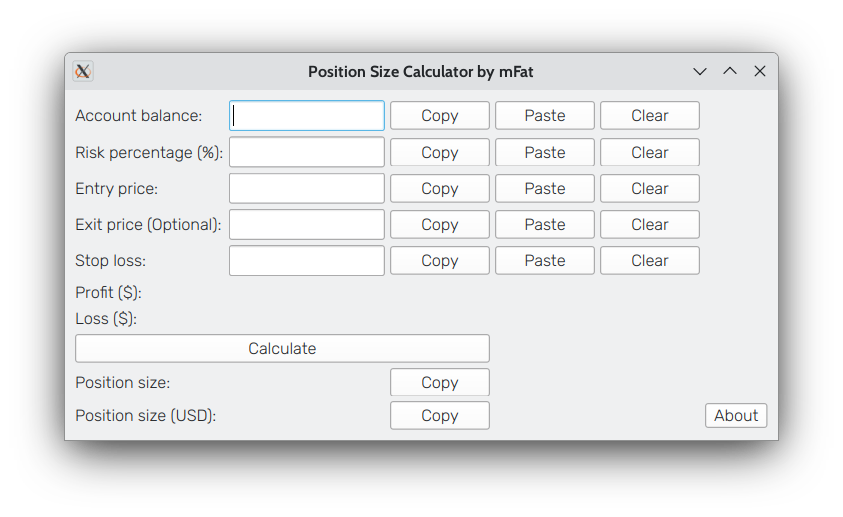 Position Size Calculator by mFat
Account balance: Copy Paste Clear
Risk percentage (%): Copy Paste Clear
Entry price: Copy Paste Clear
Exit price (Optional): Copy Paste Clear
Stop loss: Copy Paste Clear
Profit ($):
Loss ($):
Calculate
Position size: Copy
Position size (USD): Copy About